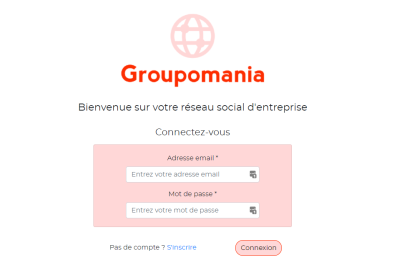 Groupomania
Bienvenue sur votre réseau social d'entreprise
Connectez-vous
Adresse email *
Entrez votre adresse email
Mot de passe *
Entrez votre mot de passe
Pas de compte ? S'inscrire
Connexion